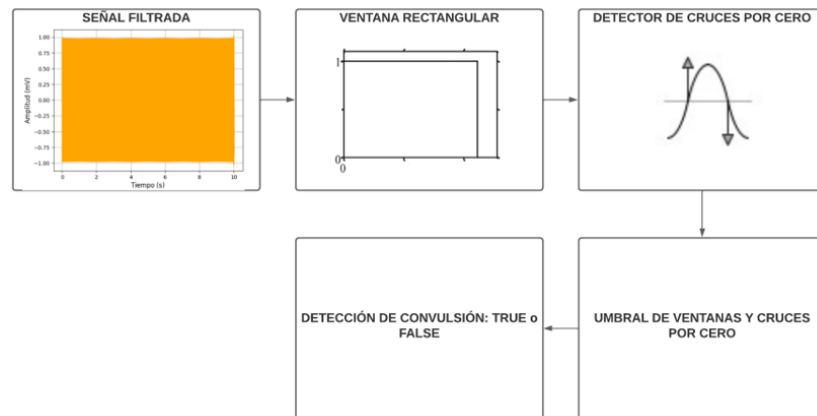 SEÑAL FILTRADA
VENTANA RECTANGULAR
DETECTOR DE CRUCES POR CERO
1.00
0.75
0.50
0.25
0.00
−0.25
−0.50
−0.75
−1.00
Amplitud (mV)
0 2 4 6 8 10
Tiempo (s)
1
0
0
DETECCIÓN DE CONVULSIÓN: TRUE o
FALSE
UMBRAL DE VENTANAS Y CRUCES
POR CERO